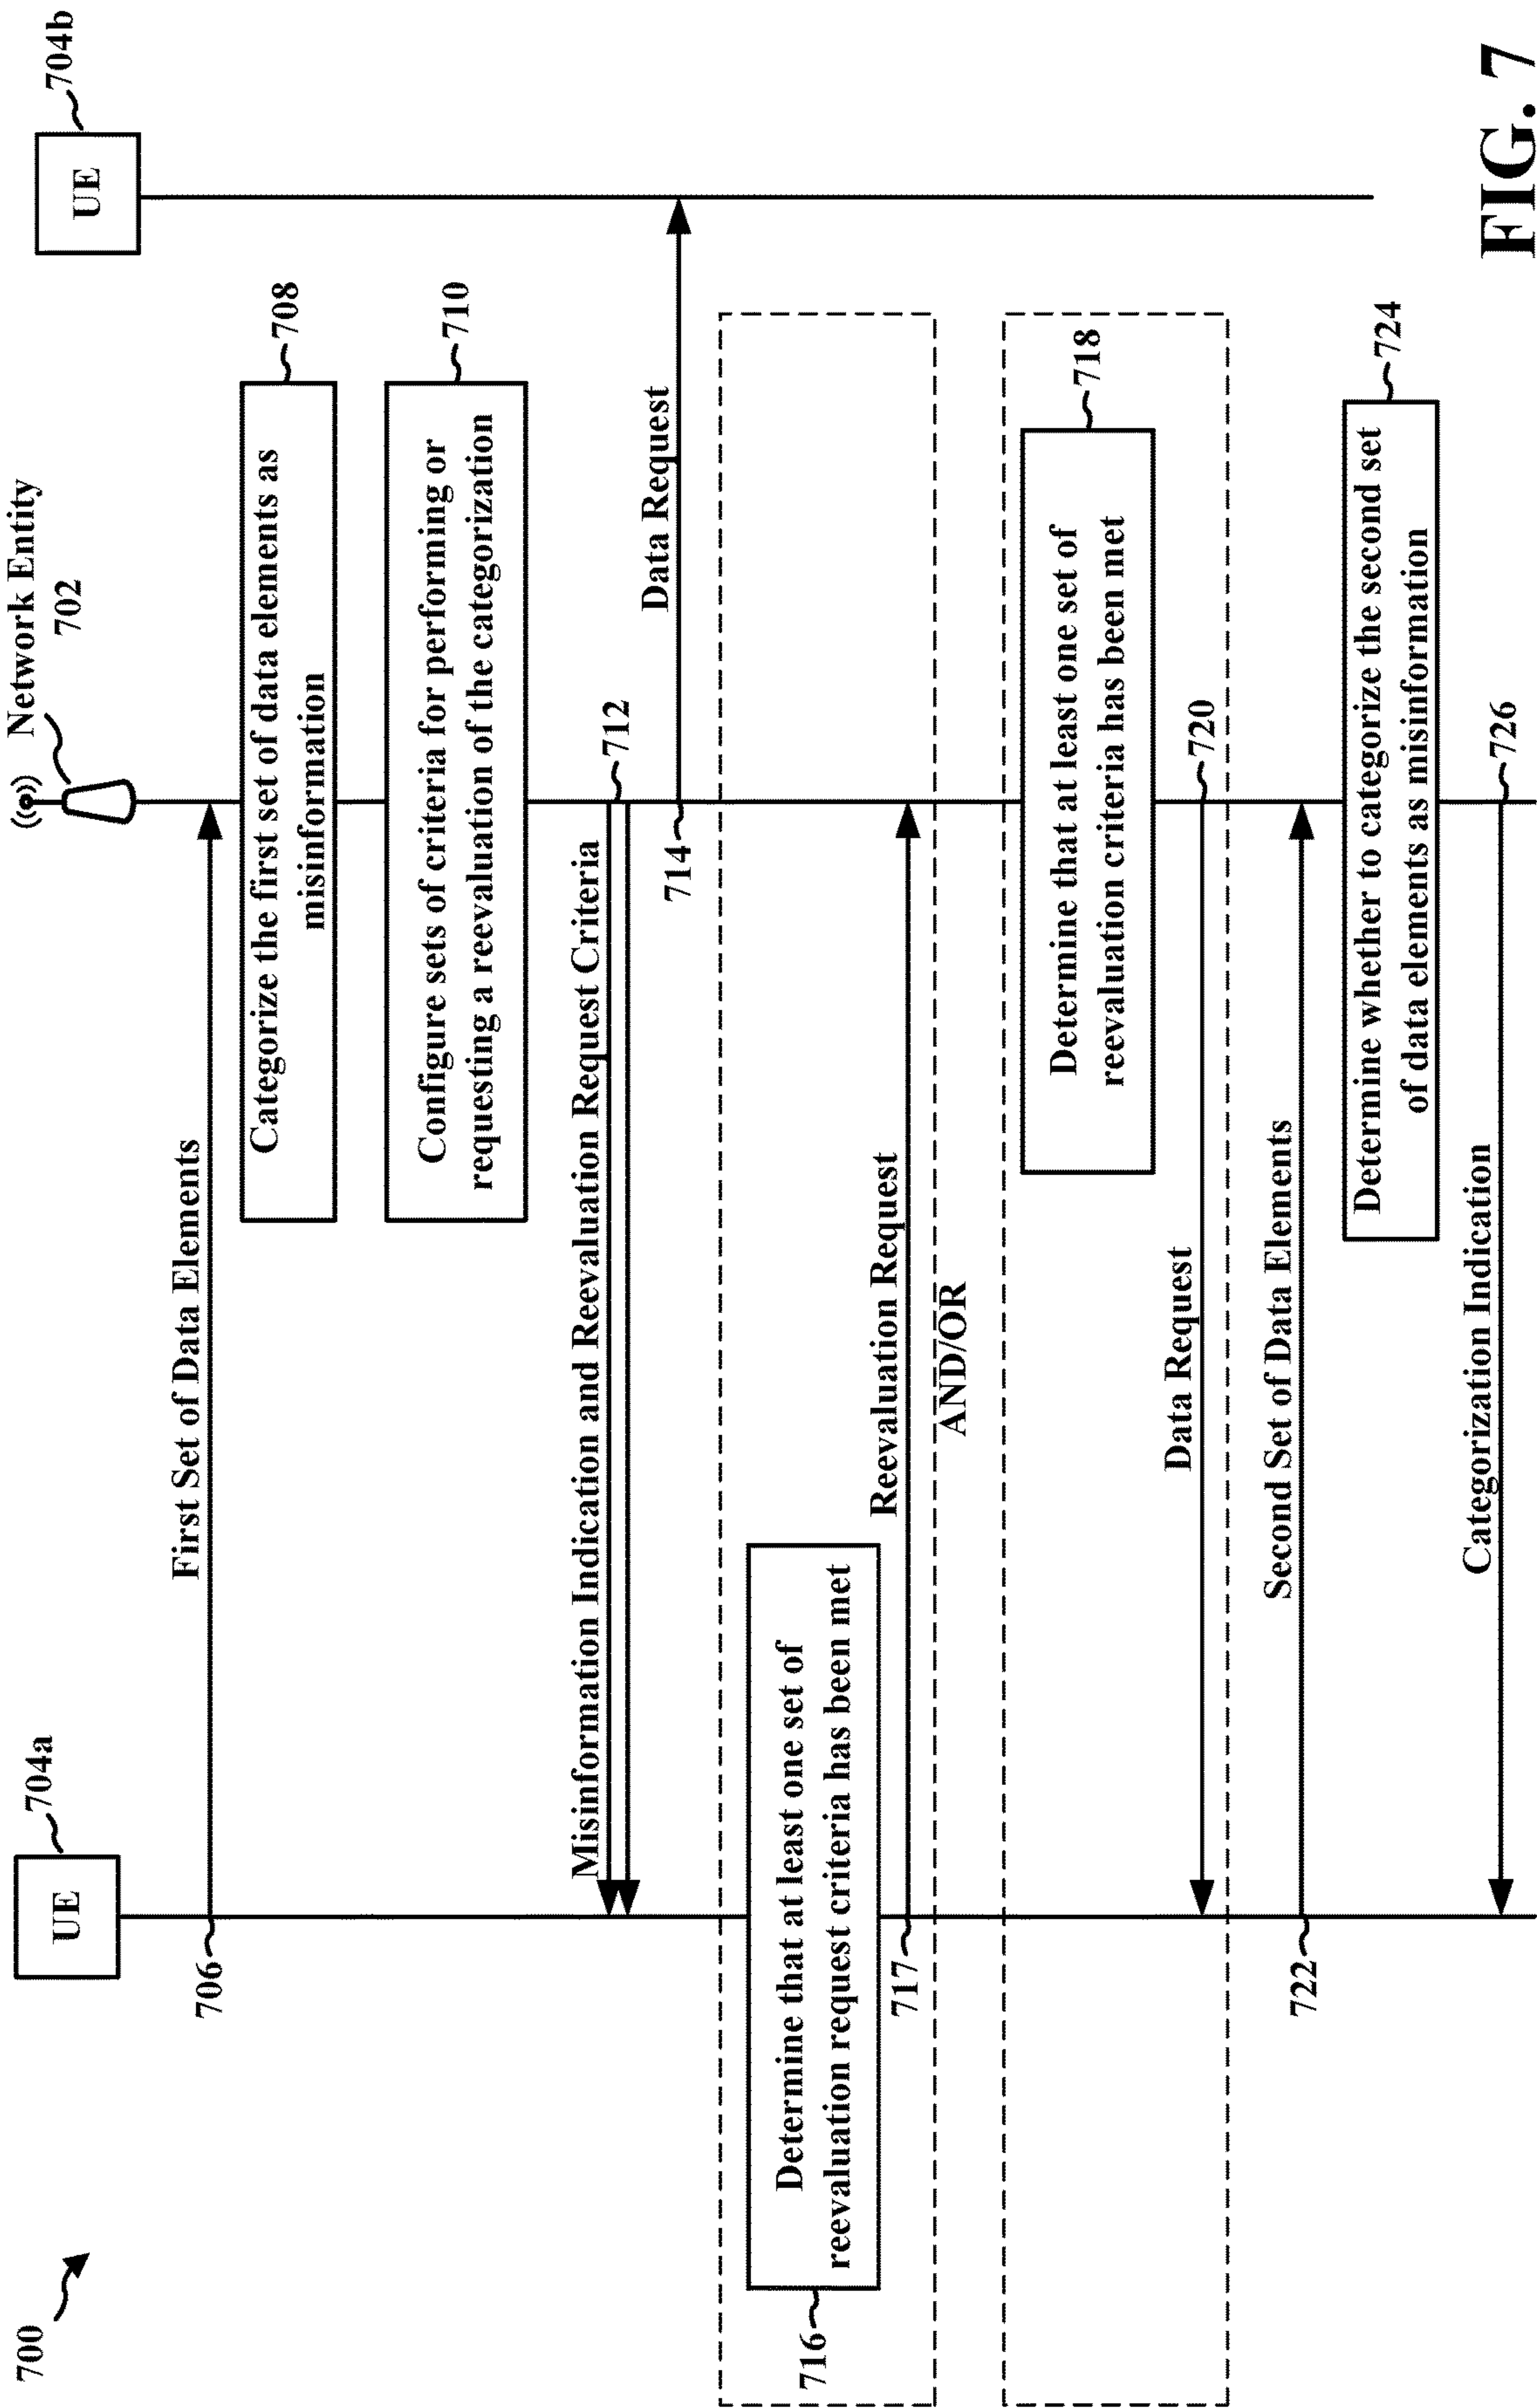 700
UE
704a
Network Entity
702
UE
704b
First Set of Data Elements
706
Categorize the first set of data elements as
misinformation
708
Configure sets of criteria for performing or
requesting a reevaluation of the categorization
710
Misinformation Indication and Reevaluation Request Criteria
712
714
Data Request
Determine that at least one set of
reevaluation request criteria has been met
716
Reevaluation Request
717
AND/OR
Determine that at least one set of
reevaluation criteria has been met
718
Data Request
720
Second Set of Data Elements
722
Determine whether to categorize the second set
of data elements as misinformation
724
Categorization Indication
726
FIG. 7